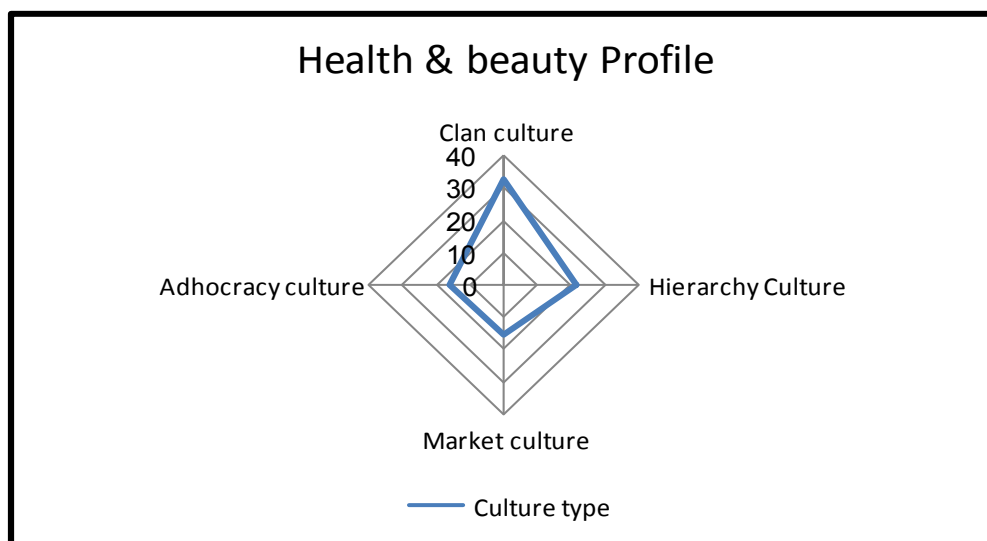 Health & beauty Profile
Clan culture
40
30
20
10
0
Adhocracy culture
Hierarchy Culture
Market culture
Culture type